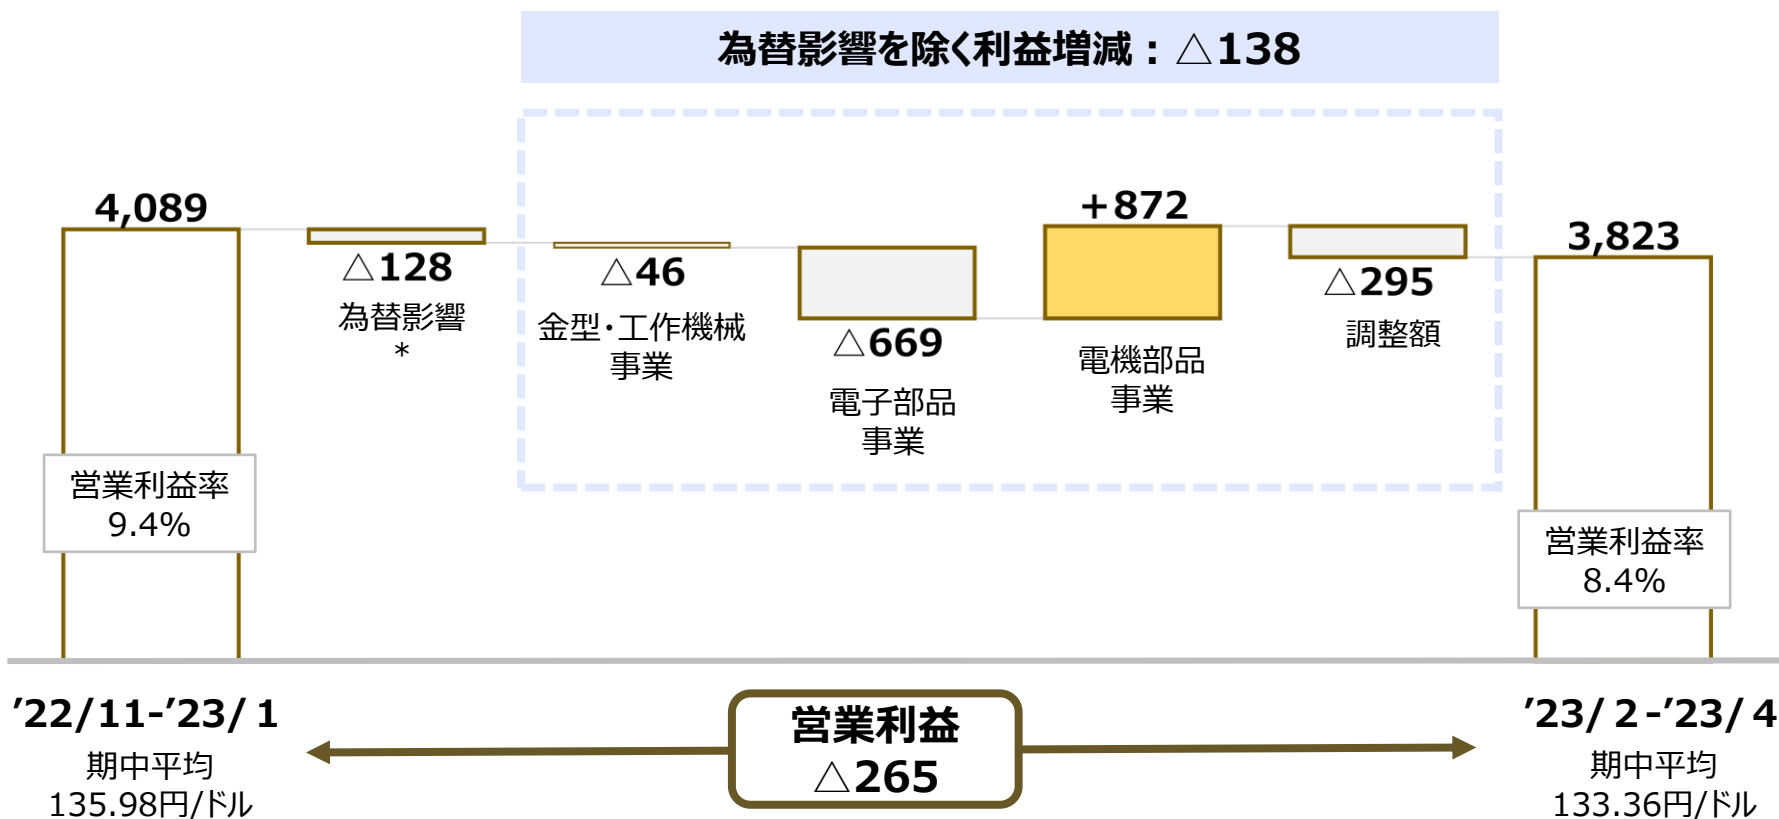 為替影響を除く利益増減：△138
4,089
△128
為替影響
*
△46
金型・工作機械
事業
△669
電子部品
事業
+872
電機部品
事業
△295
調整額
3,823
営業利益率
9.4%
営業利益率
8.4%
’22/11-’23/１
期中平均
135.98円/ドル
営業利益
△265
’23/２-’23/４
期中平均
133.36円/ドル